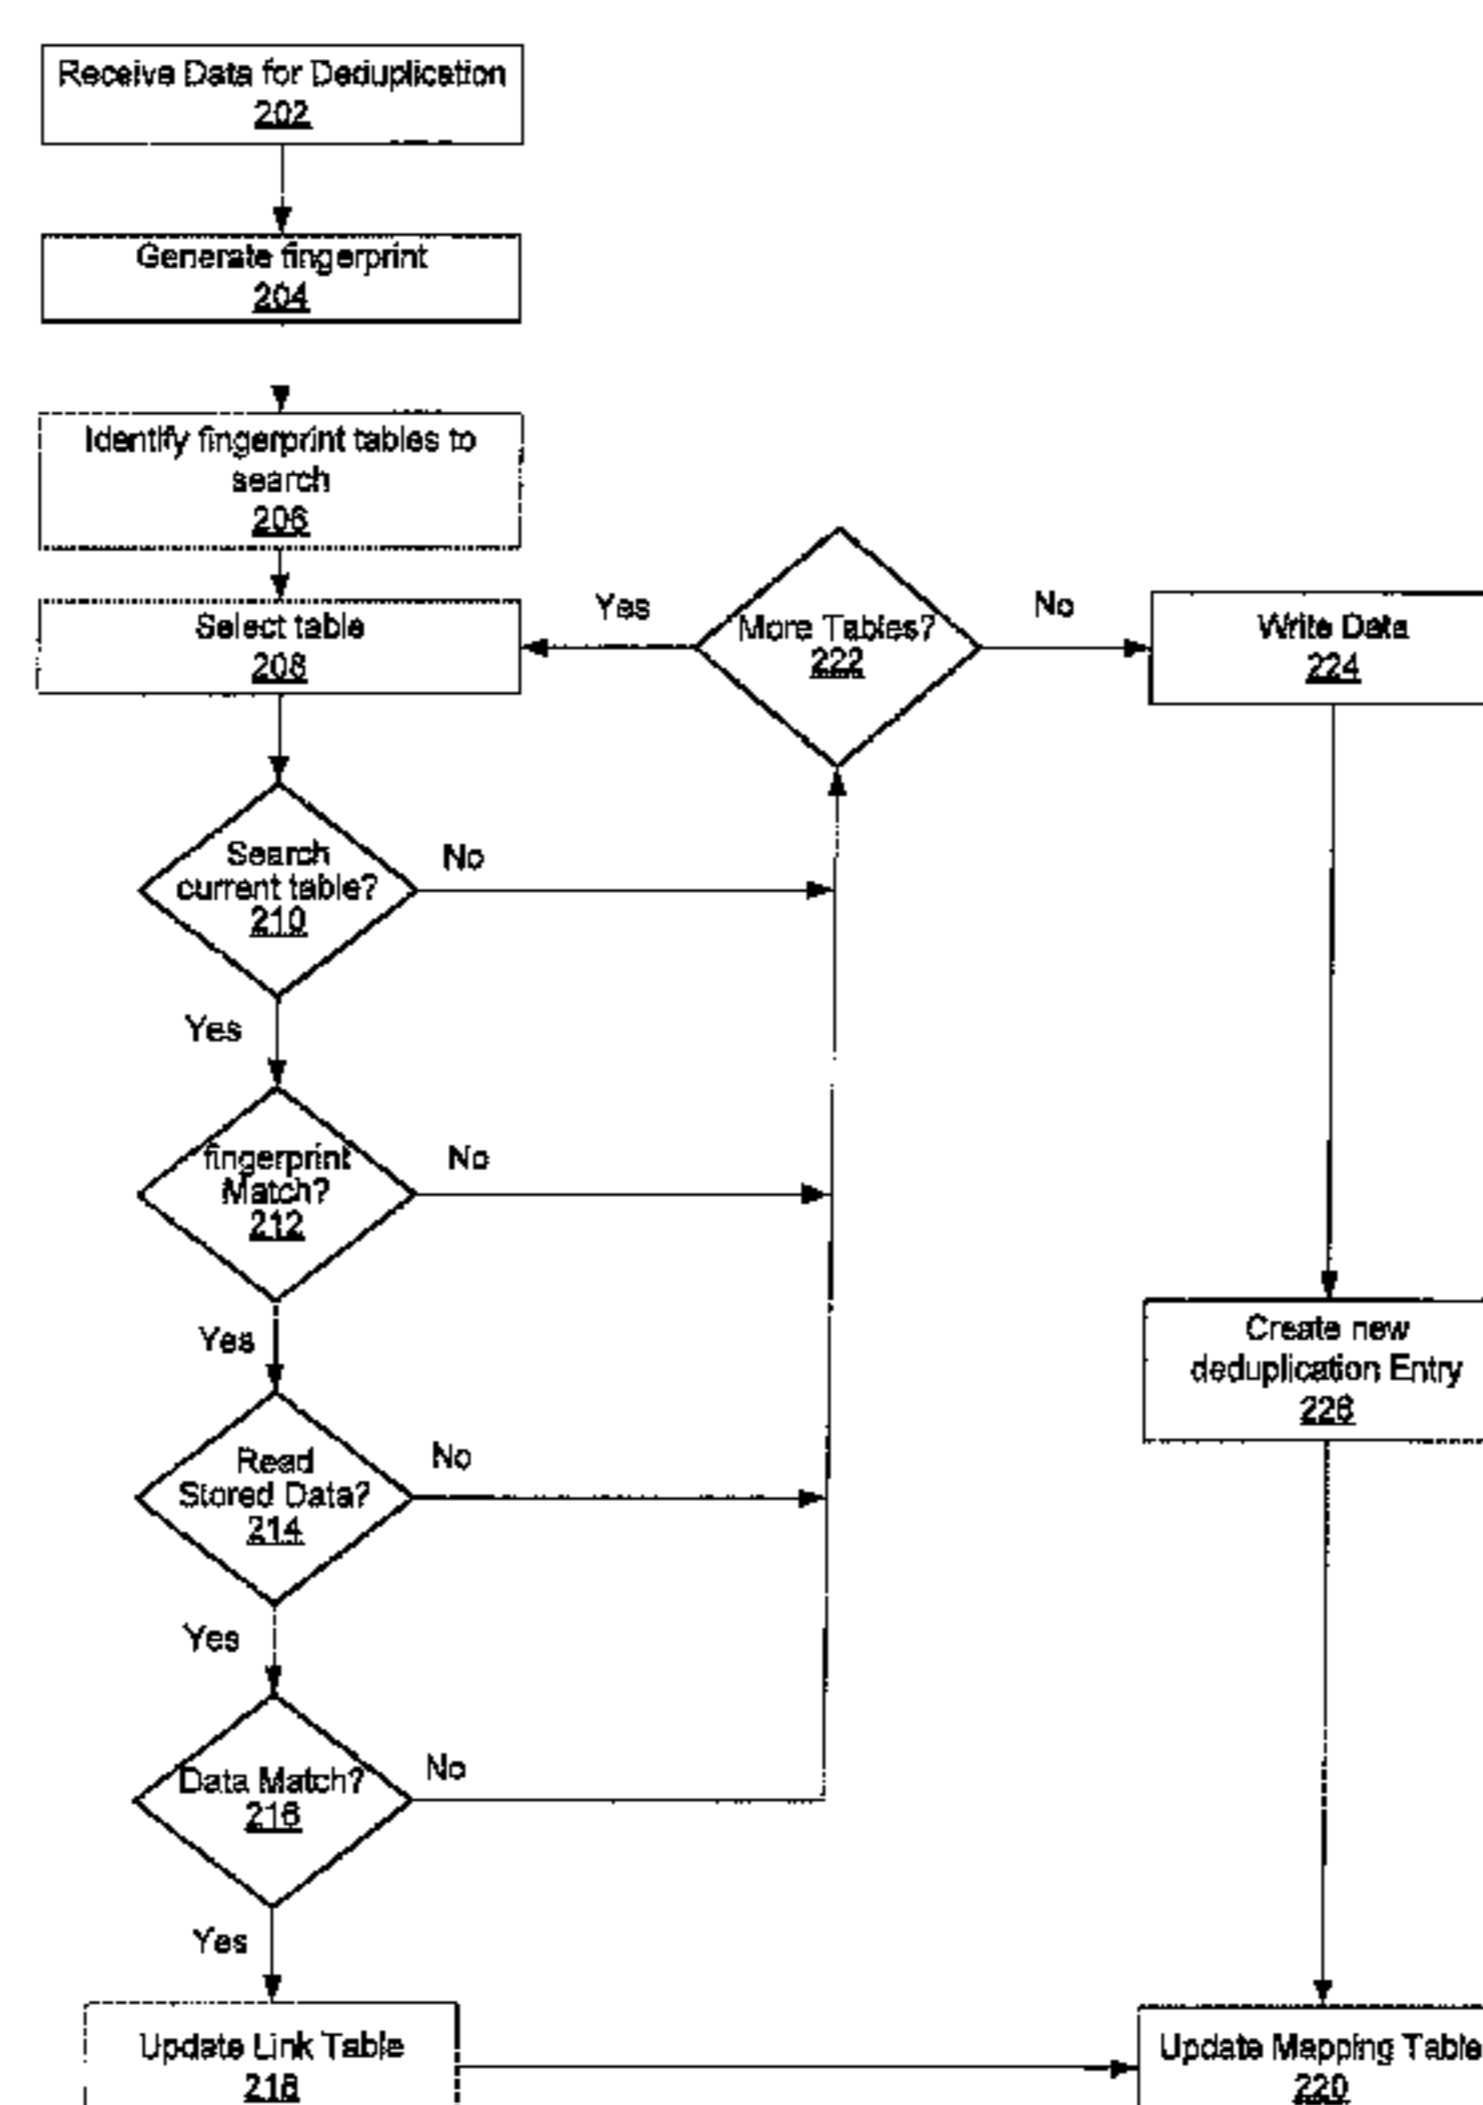 Receive Data for Deduplication
202
Generate fingerprint
204
Identify fingerprint tables to
search
206
Select table
208
Yes
More Tables?
222
No
Write Data
224
Search
current table?
210
No
Yes
fingerprint
Match?
212
No
Yes
Create new
deduplication Entry
226
Read
Stored Data?
214
No
Yes
Data Match?
216
No
Yes
Update Link Table
218
Update Mapping Table
220